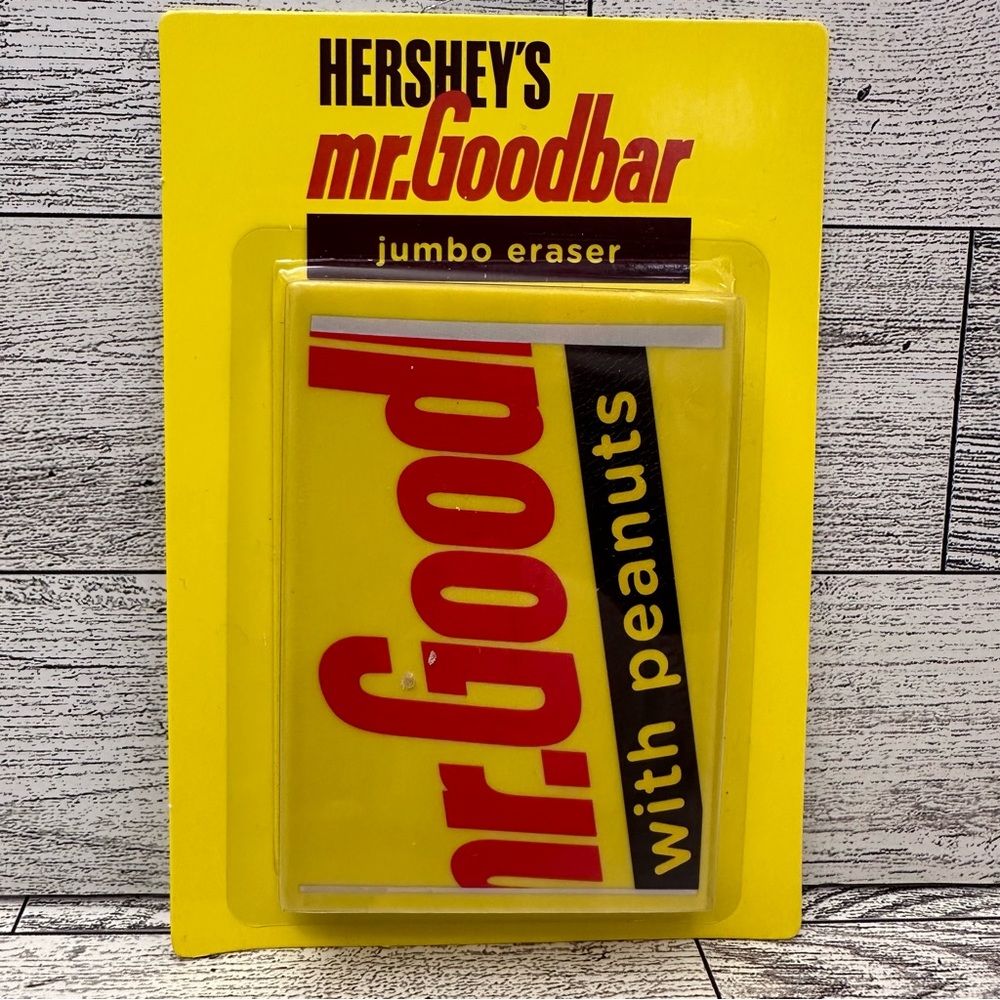 HERSHEY'S
mr.Goodbar
jumbo eraser
mr.Good
with peanuts